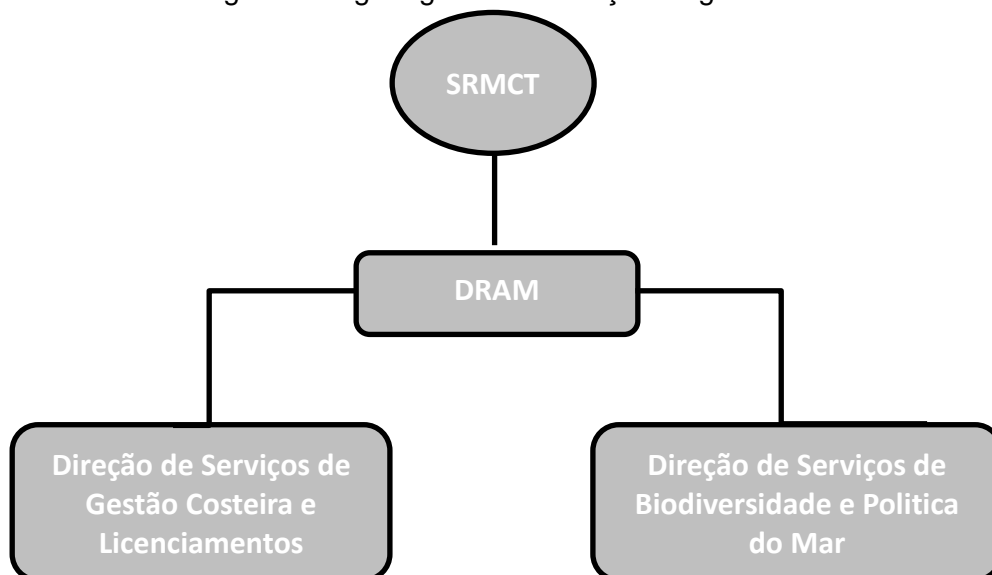 SRMCT
DRAM
Direção de Serviços de
Gestão Costeira e
Licenciamentos
Direção de Serviços de
Biodiversidade e Politica
do Mar